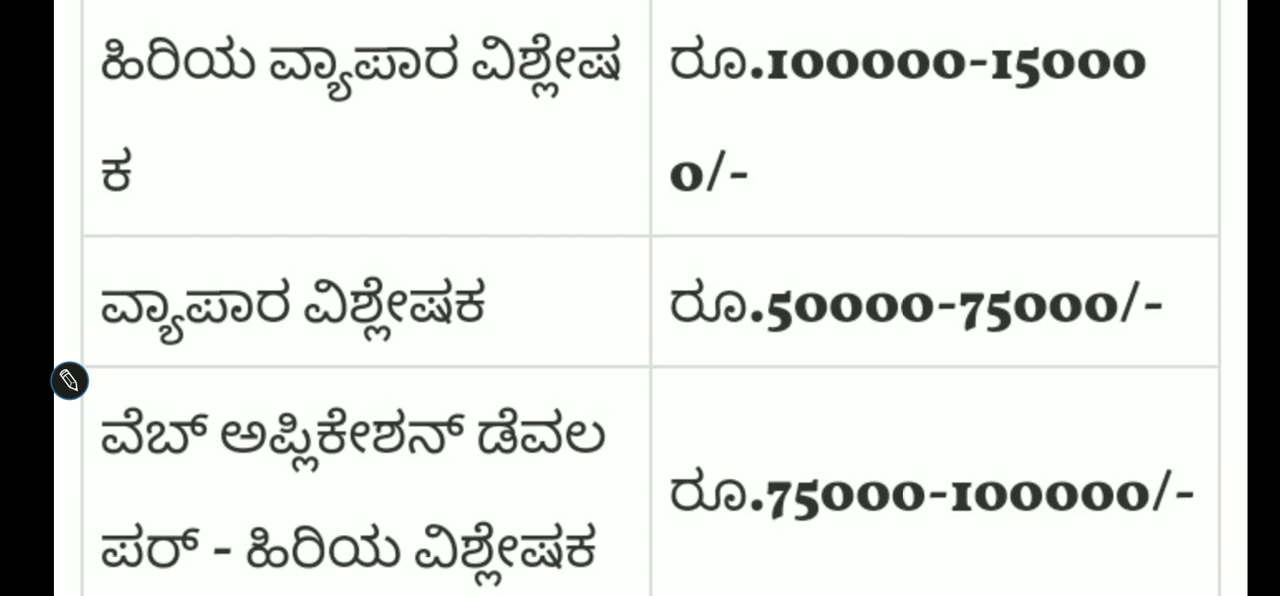 ಹಿರಿಯ ವ್ಯಾಪಾರ ವಿಶ್ಲೇಷ
ಕ
ರೂ.100000-15000
0/-
ವ್ಯಾಪಾರ ವಿಶ್ಲೇಷಕ
ರೂ.50000-75000/-
ವೆಬ್ ಅಪ್ಲಿಕೇಶನ್ ಡೆವಲ
ಪರ್ - ಹಿರಿಯ ವಿಶ್ಲೇಷಕ
ರೂ.75000-100000/-